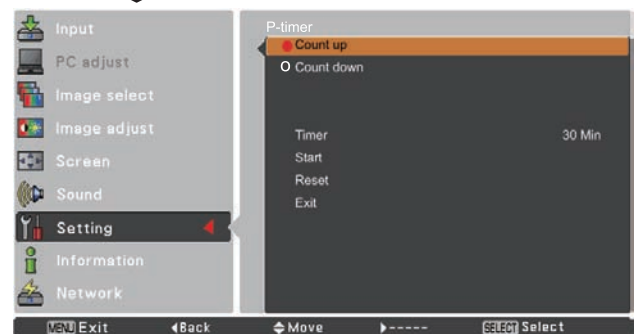 Input
PC adjust
Image select
Image adjust
Screen
Sound
Setting
Information
Network
P-timer
Count up
Count down
Timer 30 Min
Start
Reset
Exit
MENU Exit Back Move ----- SELECT Select